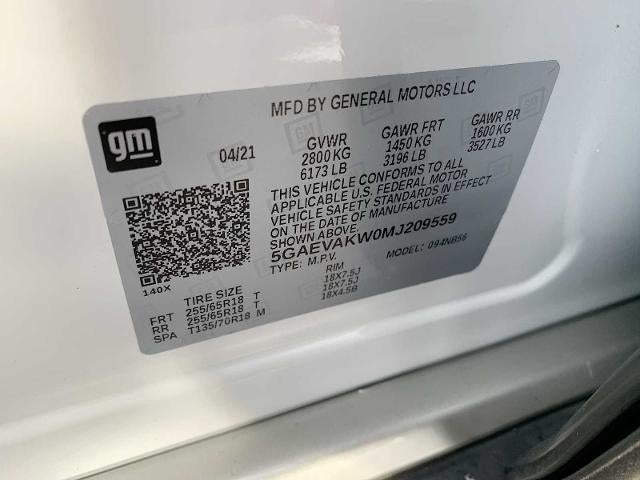 MFD BY GENERAL MOTORS LLC
gm
04/21 GVWR GAWR FRT GAWR RR
2800 KG 1450 KG 1600 KG
6173 LB 3196 LB 3527 LB
THIS VEHICLE CONFORMS TO ALL
APPLICABLE U.S. FEDERAL MOTOR
VEHICLE SAFETY STANDARDS IN EFFECT
ON THE DATE OF MANUFACTURE
SHOWN ABOVE.
5GAEVAKW0MJ209559
TYPE: M.P.V. MODEL: 094NB56
140X
TIRE SIZE RIM
FRT 255/65R18 T 18X7.5J
RR 255/65R18 T 18X7.5J
SPA T135/70R18 M 18X4.5B